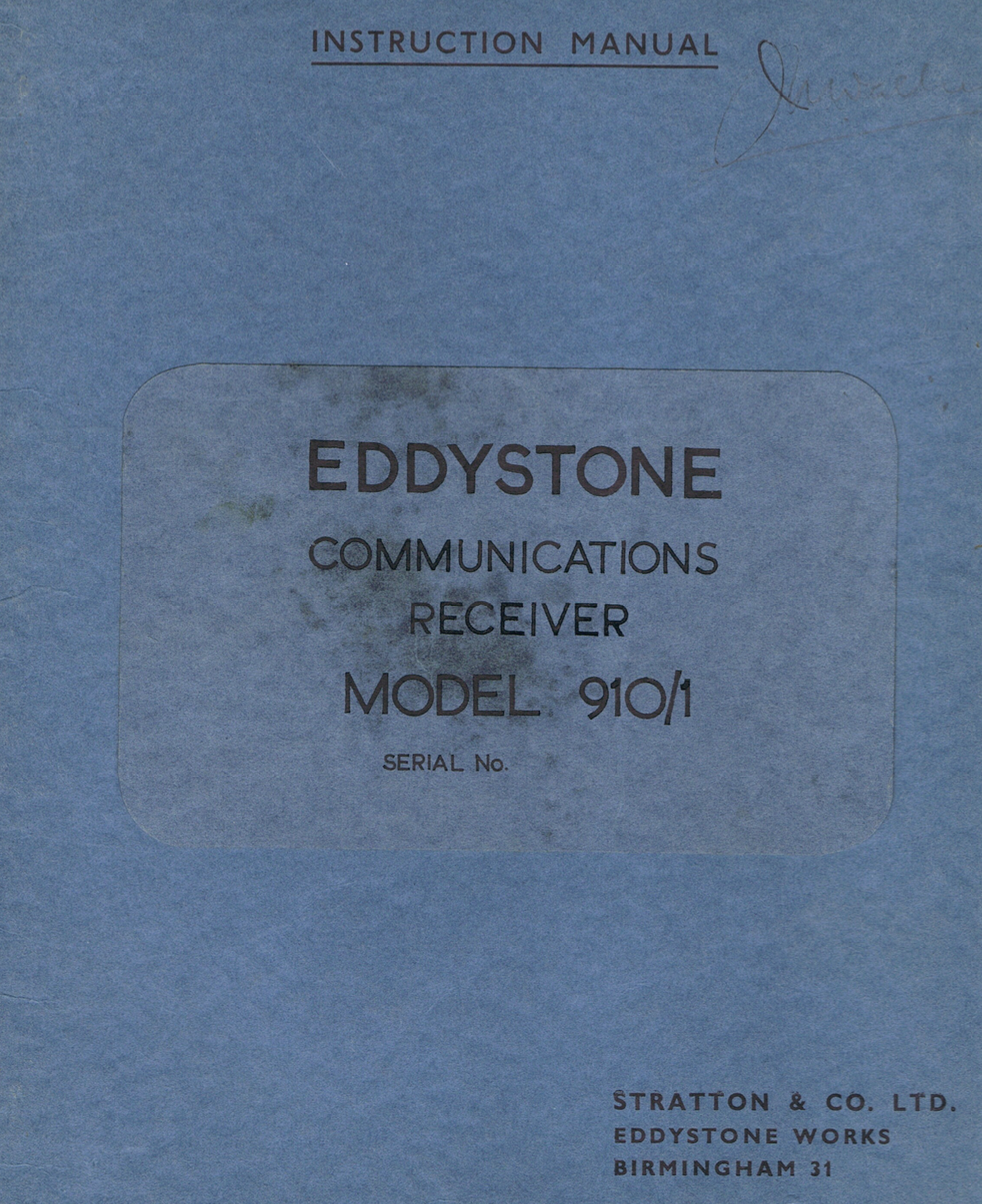 INSTRUCTION MANUAL
EDDYSTONE
COMMUNICATIONS
RECEIVER
MODEL 910/1
SERIAL No.
STRATTON & CO. LTD.
EDDYSTONE WORKS
BIRMINGHAM 31